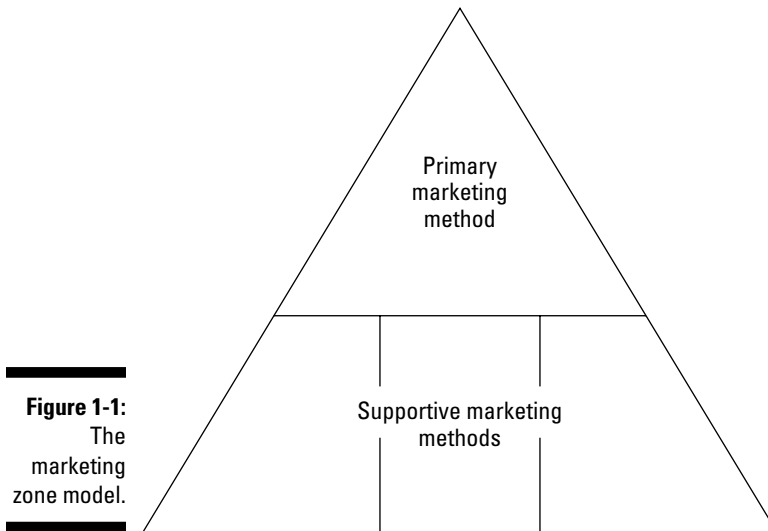 Primary
marketing
method
Supportive marketing
methods
Figure 1-1:
The
marketing
zone model.